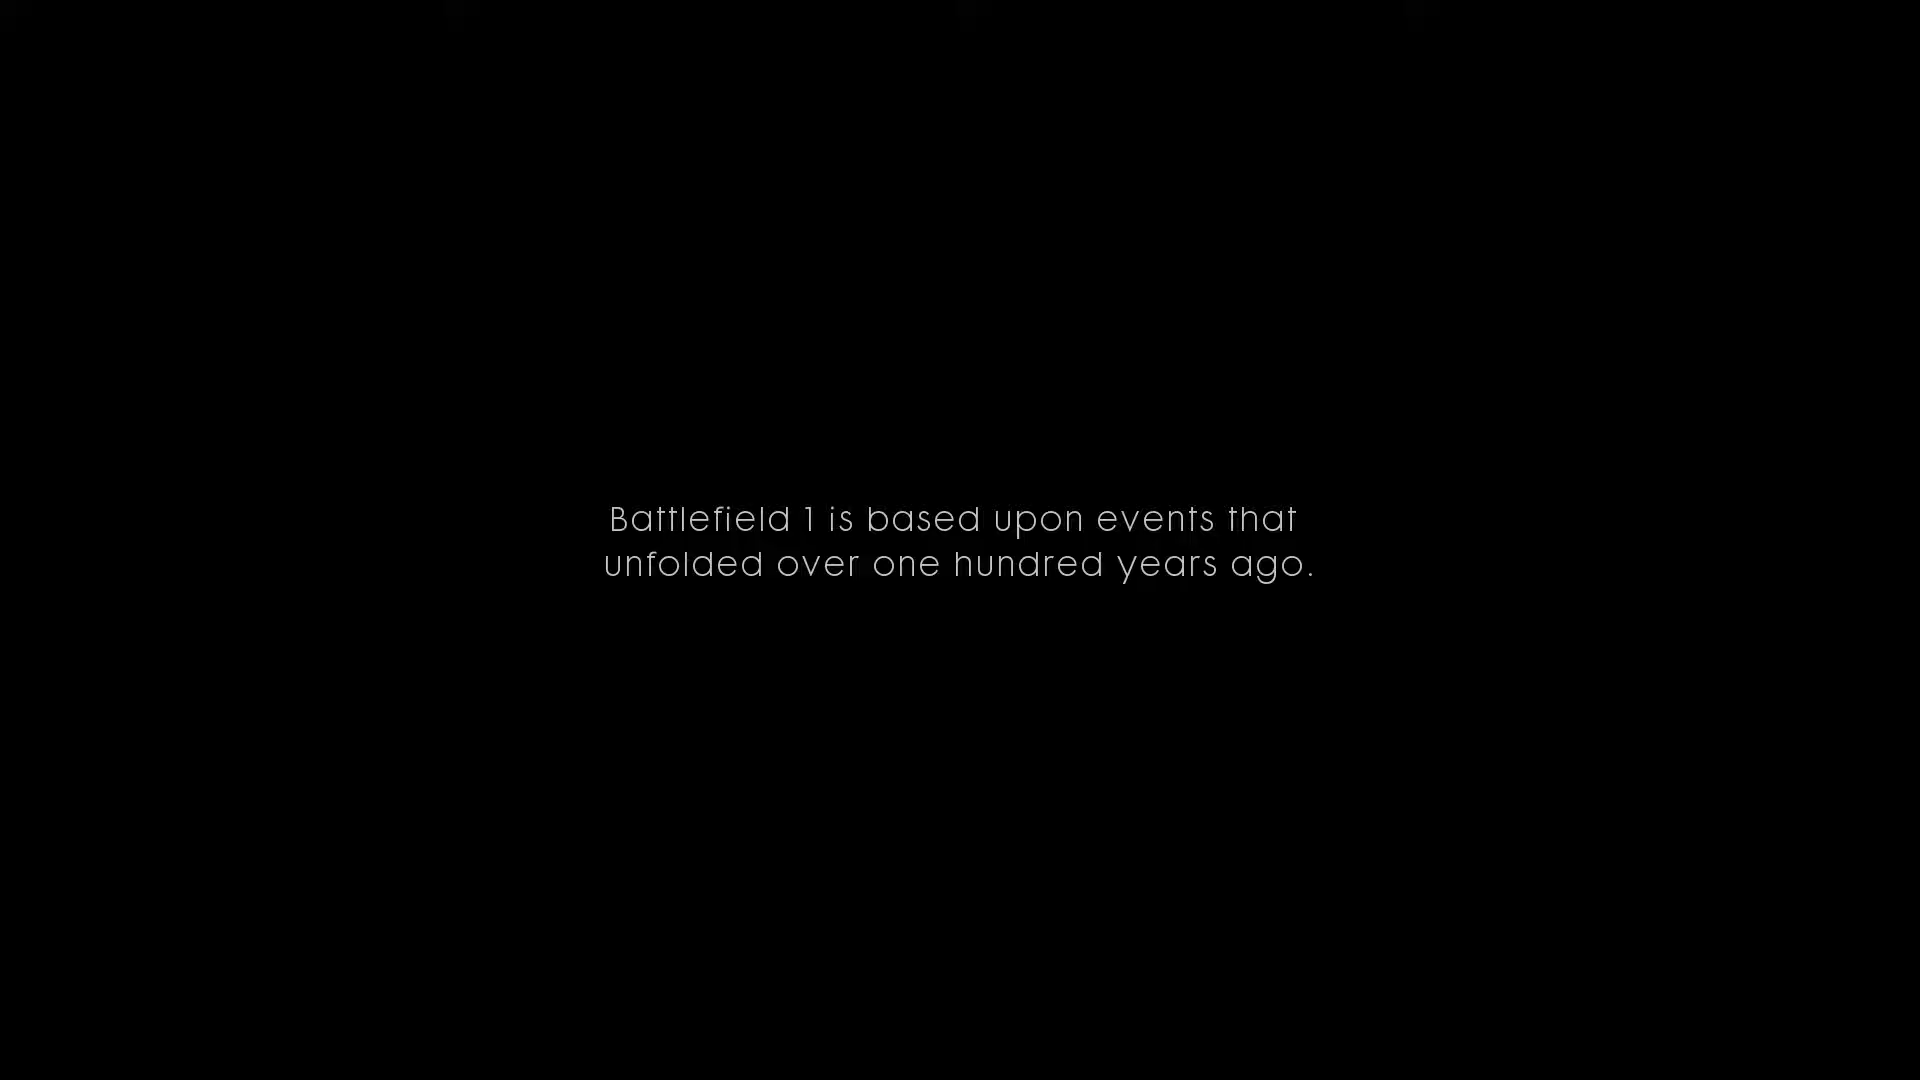 Battlefield 1 is based upon events that
unfolded over one hundred years ago.